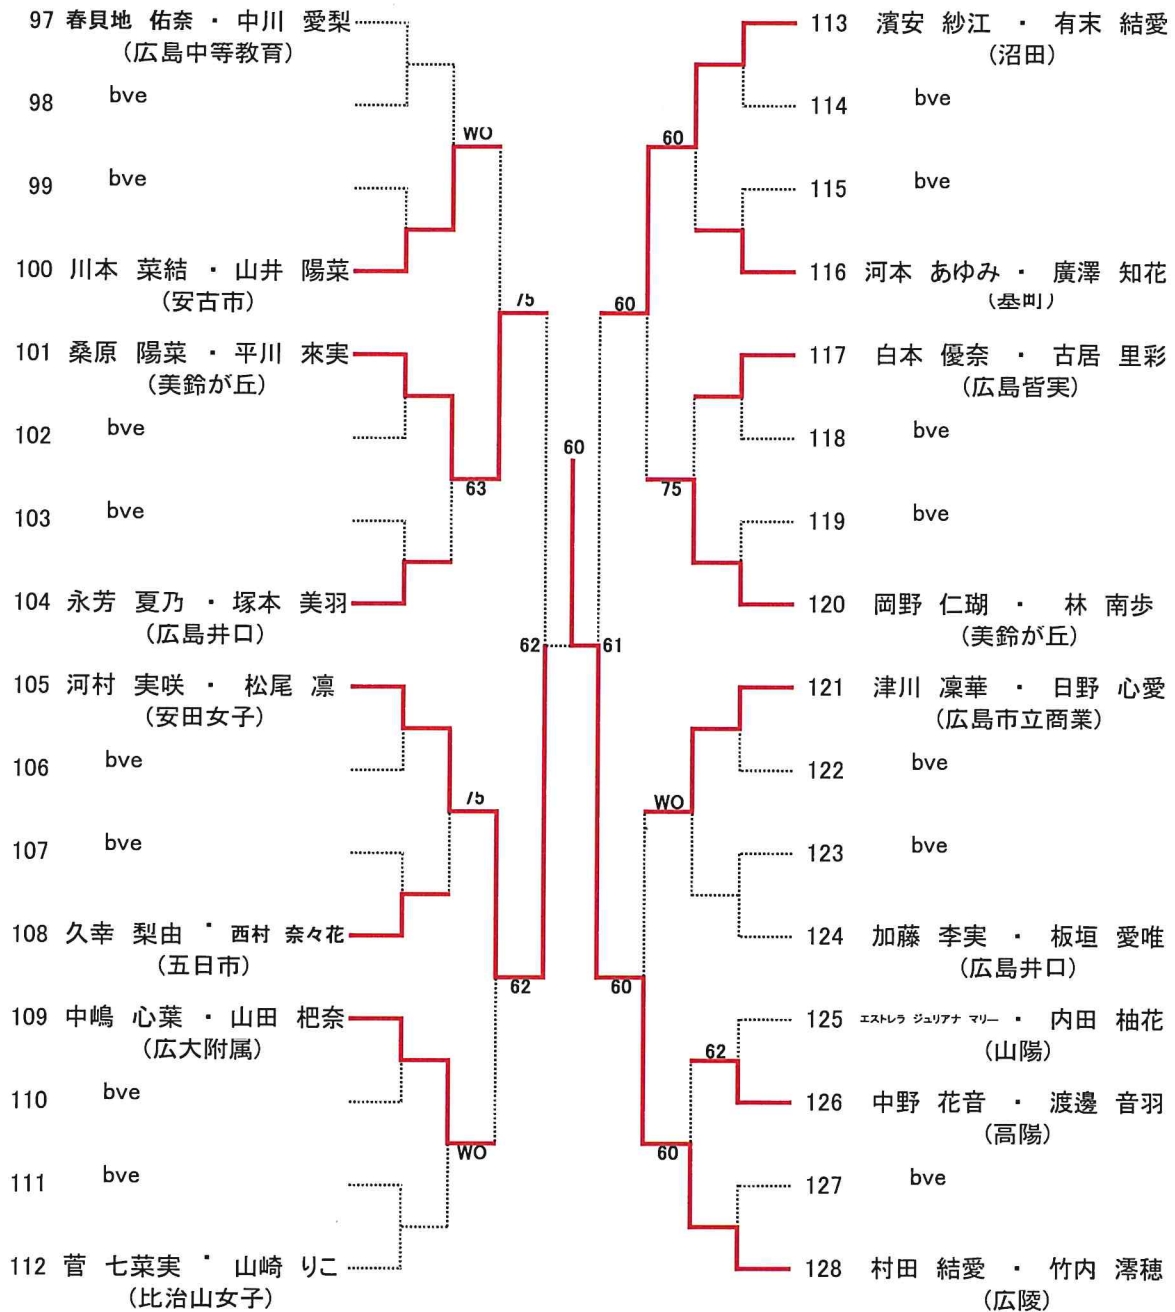 97 春貝地 佑奈 ・ 中川 愛梨
(広島中等教育)
98 bye
WO
99 bye
100 川本 菜結 ・ 山井 陽菜
(安古市)
75
101 桑原 陽菜 ・ 平川 來実
(美鈴が丘)
102 bye
63
103 bye
104 永芳 夏乃 ・ 塚本 美羽
(広島井口)
62
105 河村 実咲 ・ 松尾 凛
(安田女子)
106 bye
75
107 bye
108 久幸 梨由 ・ 西村 奈々花
(五日市)
62
109 中嶋 心葉 ・ 山田 杷奈
(広大附属)
110 bye
WO
111 bye
112 菅 七菜実 ・ 山崎 りこ
(比治山女子)
60
61
113 濱安 紗江 ・ 有末 結愛
(沼田)
114 bye
60
115 bye
116 河本 あゆみ ・ 廣澤 知花
(基町)
60
117 白本 優奈 ・ 古居 里彩
(広島皆実)
118 bye
75
119 bye
120 岡野 仁瑚 ・ 林 南歩
(美鈴が丘)
121 津川 凜華 ・ 日野 心愛
(広島市立商業)
122 bye
WO
123 bye
124 加藤 李実 ・ 板垣 愛唯
(広島井口)
60
125 エストレラ ジュリアナ マリー ・ 内田 柚花
(山陽)
62
126 中野 花音 ・ 渡邊 音羽
(高陽)
60
127 bye
128 村田 結愛 ・ 竹内 澪穂
(広陵)